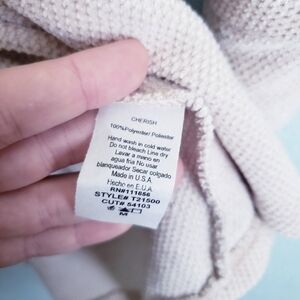 CHERISH
100%Polyester/ Poliester
Hand wash in cold water
Do not bleach Line dry
Lavar a mano en
agua fria No usar
blanqueador Secar colgado
Made in U.S.A.
Hecho en E.U.A.
RN#111656
STYLE# T21500
CUT# 54103
M